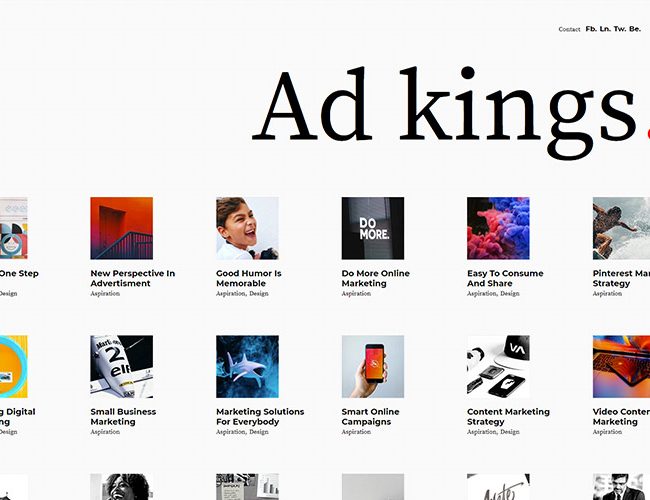 Contact Fb. Ln. Tw. Be.
Ad kings.
One Step
Design
New Perspective In
Advertisment
Aspiration
Good Humor Is
Memorable
Aspiration, Design
DO
MORE.
Do More Online
Marketing
Aspiration
Easy To Consume
And Share
Aspiration, Design
Pinterest Mar
Strategy
Aspiration
g Digital
ng
Design
Small Business
Marketing
Aspiration
Marketing Solutions
For Everybody
Aspiration, Design
Smart Online
Campaigns
Aspiration
VA
Content Marketing
Strategy
Aspiration, Design
Video Conten
Marketing
Aspiration